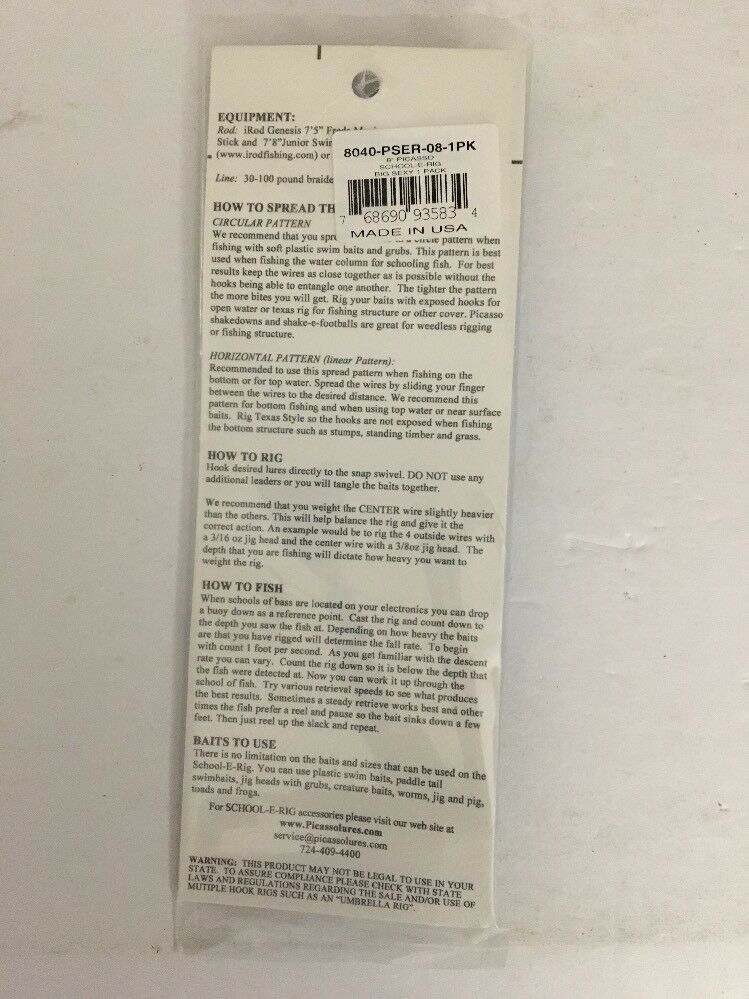 EQUIPMENT:
Rod: iRod Genesis 7'5" Freds
Stick and 7'8"Junior
(www.irodfishing.com) or
Line: 30-100 pound
8040-PSER-08-1PK
8" PICASSO
SCHOOL-E-RIG
BIG SEXY 1 PACK
7 68690 93583 4
MADE IN USA
HOW TO SPREAD
CIRCULAR PATTERN
We recommend that you circle pattern when
fishing with soft plastic swim baits and grubs. This pattern is best
used when fishing the water column for schooling fish. For best
results keep the wires as close together as is possible without the
hooks being able to entangle one another. The tighter the pattern
the more bites you will get. Rig your baits with exposed hooks for
open water or texas rig for fishing structure or other cover. Picasso
shakedowns and shake-e-footballs are great for weedless rigging
or fishing structure.
HORIZONTAL PATTERN (linear Pattern):
Recommended to use this spread pattern when fishing on the
bottom or for top water. Spread the wires by sliding your finger
between the wires to the desired distance. We recommend this
pattern for bottom fishing and when using top water or near surface
baits. Rig Texas Style so the hooks are not exposed when fishing
the bottom structure such as stumps, standing timber and grass.
HOW TO RIG
Hook desired lures directly to the snap swivel. DO NOT use any
additional leaders or you will tangle the baits together.
We recommend that you weight the CENTER wire slightly heavier
than the others. This will help balance the rig and give it the
correct action. An example would be to rig the 4 outside wires with
a 3/16 oz jig head and the center wire with a 3/8oz jig head. The
depth that you are fishing will dictate how heavy you want to
weight the rig.
HOW TO FISH
When schools of bass are located on your electronics you can drop
a buoy down as a reference point. Cast the rig and count down to
the depth you saw the fish at. Depending on how heavy the baits
are that you have rigged will determine the fall rate. To begin
with count 1 foot per second. As you get familiar with the descent
rate you can vary. Count the rig down so it is below the depth that
the fish were detected at. Now you can work it up through the
school of fish. Try various retrieval speeds to see what produces
the best results. Sometimes a steady retrieve works best and other
times the fish prefer a reel and pause so the bait sinks down a few
feet. Then just reel up the slack and repeat.
BAITS TO USE
There is no limitation on the baits and sizes that can be used on the
School-E-Rig. You can use plastic swim baits, paddle tail
swimbaits, jig heads with grubs, creature baits, worms, jig and pig,
toads and frogs.
For SCHOOL-E-RIG accessories please visit our web site at
www.Picassolures.com
service@picassolures.com
724-409-4400
WARNING: THIS PRODUCT MAY NOT BE LEGAL TO USE IN YOUR
STATE. TO ASSURE COMPLIANCE PLEASE CHECK WITH STATE
LAWS AND REGULATIONS REGARDING THE SALE AND/OR USE OF
MUTIPLE HOOK RIGS SUCH AS AN "UMBRELLA RIG".